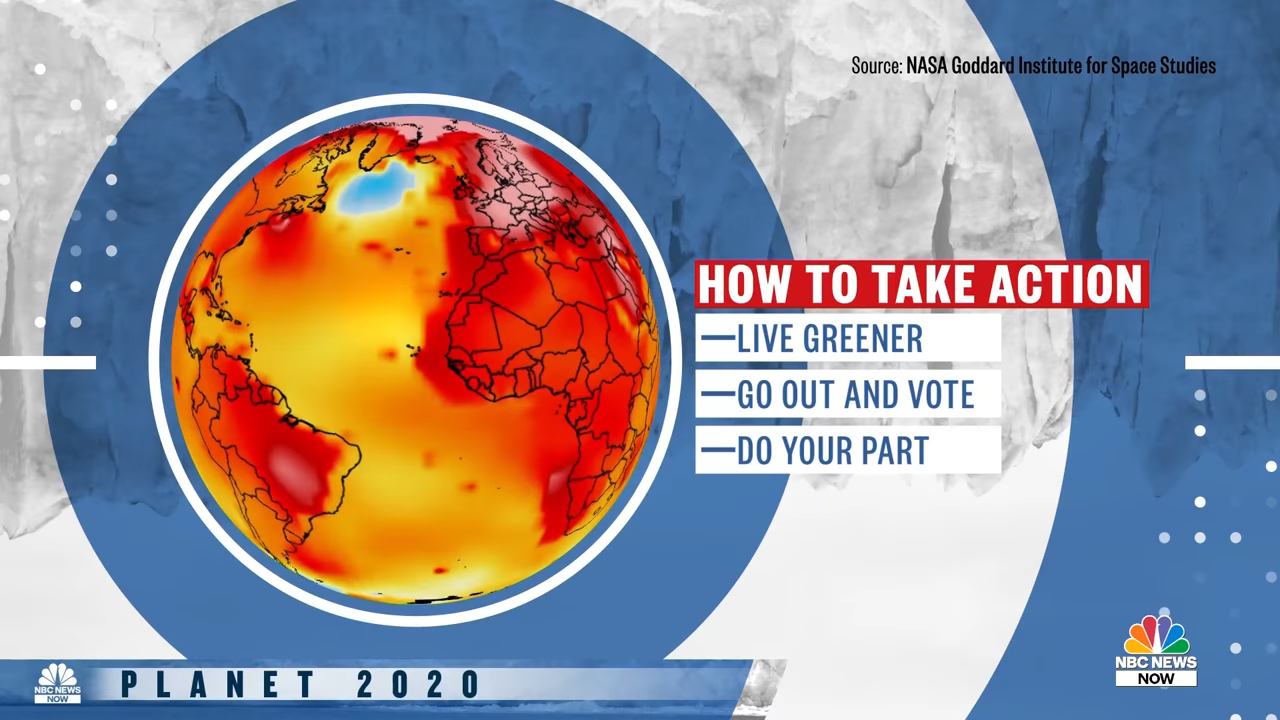 Source: NASA Goddard Institute for Space Studies
HOW TO TAKE ACTION
—LIVE GREENER
—GO OUT AND VOTE
—DO YOUR PART
NBC NEWS
NOW
PLANET 2020
NBC NEWS
NOW